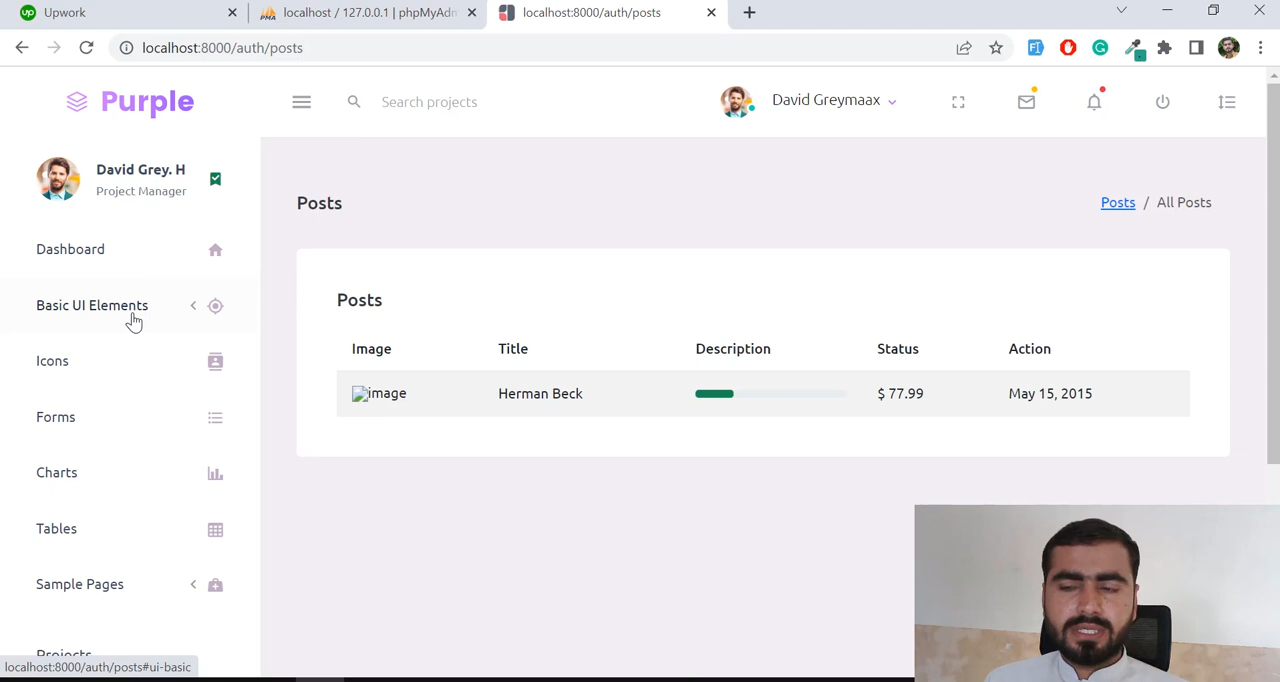 up Upwork
PMA localhost / 127.0.0.1 | phpMyAdm
localhost:8000/auth/posts
localhost:8000/auth/posts
Purple
Search projects
David Greymaax
David Grey. H
Project Manager
Dashboard
Basic UI Elements
Icons
Forms
Charts
Tables
Sample Pages
Projects
Posts
Posts / All Posts
Posts
Image Title Description Status Action
image Herman Beck $ 77.99 May 15, 2015
localhost:8000/auth/posts#ui-basic